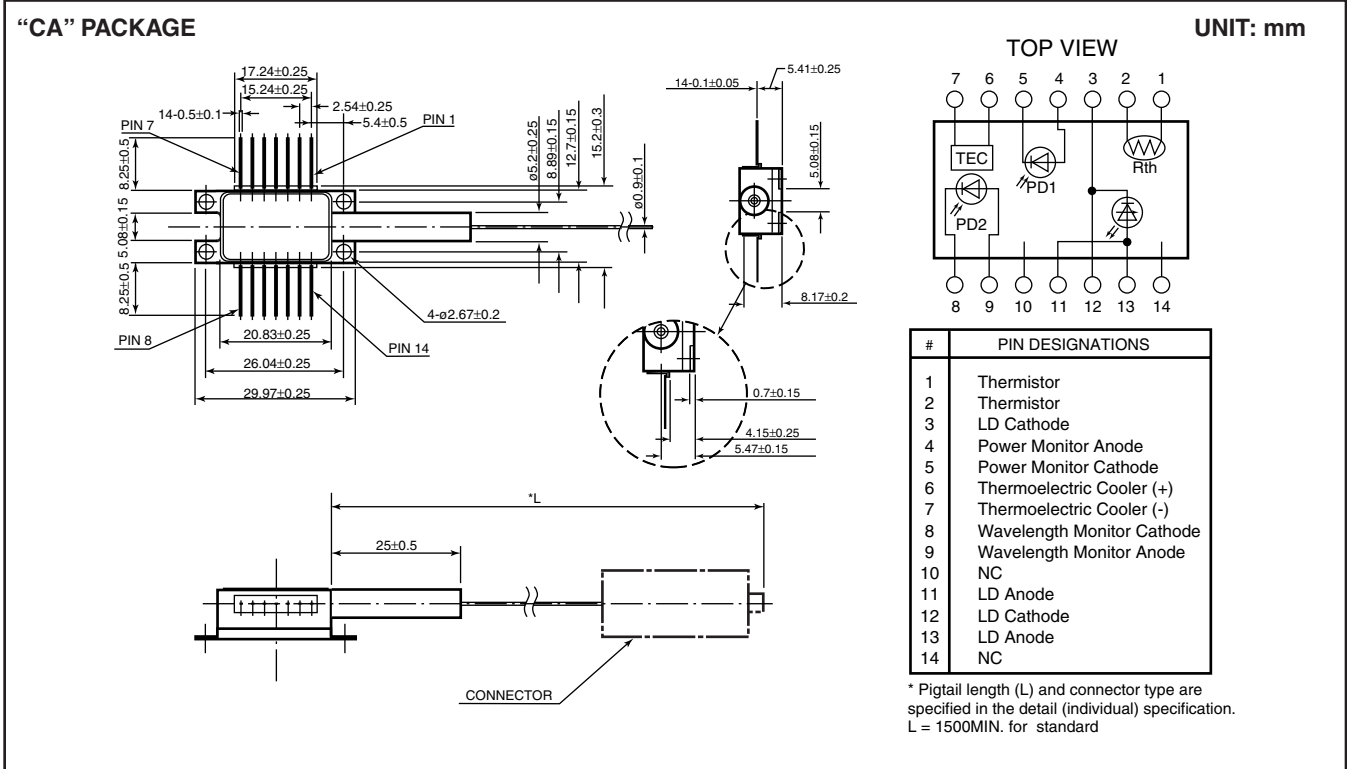 “CA” PACKAGE
UNIT: mm
17.24±0.25
15.24±0.25
14-0.5±0.1
2.54±0.25
5.4±0.5
PIN 7
PIN 1
8.25±0.5
5.08±0.15
8.25±0.5
ø5.2±0.25
8.89±0.15
12.7±0.15
15.2±0.3
ø0.9±0.1
4-ø2.67±0.2
PIN 8
PIN 14
20.83±0.25
26.04±0.25
29.97±0.25
14-0.1±0.05
5.41±0.25
5.08±0.15
8.17±0.2
0.7±0.15
4.15±0.25
5.47±0.15
*L
25±0.5
CONNECTOR
TOP VIEW
7 6 5 4 3 2 1
TEC
PD1
Rth
PD2
8 9 10 11 12 13 14
# PIN DESIGNATIONS
1 Thermistor
2 Thermistor
3 LD Cathode
4 Power Monitor Anode
5 Power Monitor Cathode
6 Thermoelectric Cooler (+)
7 Thermoelectric Cooler (-)
8 Wavelength Monitor Cathode
9 Wavelength Monitor Anode
10 NC
11 LD Anode
12 LD Cathode
13 LD Anode
14 NC
* Pigtail length (L) and connector type are
specified in the detail (individual) specification.
L = 1500MIN. for standard